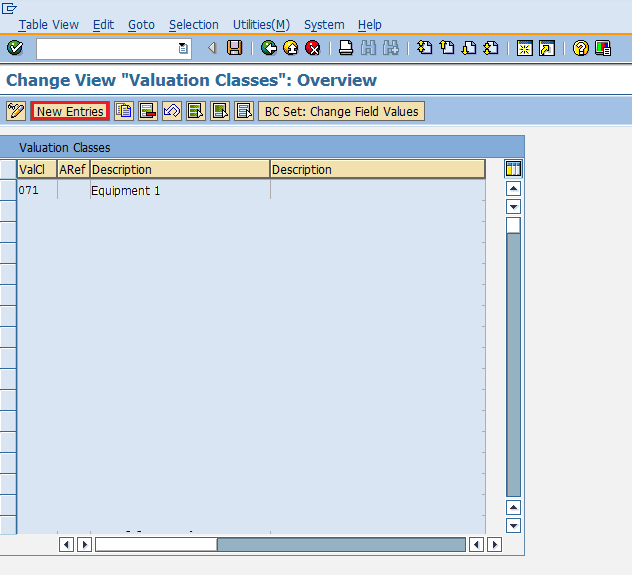 Table View Edit Goto Selection Utilities(M) System Help
Change View "Valuation Classes": Overview
New Entries BC Set: Change Field Values
Valuation Classes
ValCl ARef Description Description
071 Equipment 1